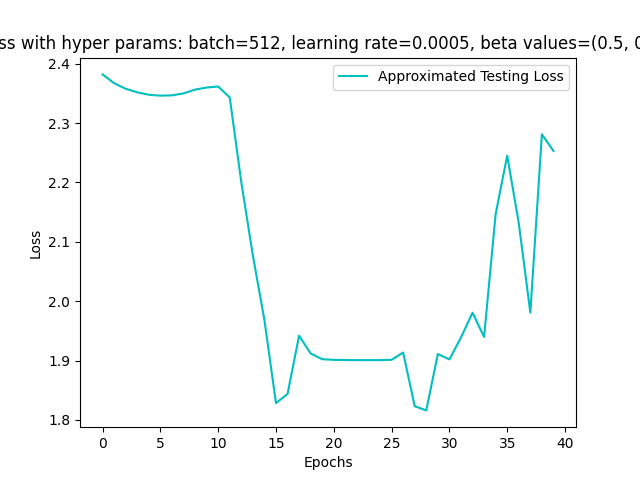 ss with hyper params: batch=512, learning rate=0.0005, beta values=(0.5, 0
Approximated Testing Loss
2.4
2.3
2.2
2.1
2.0
1.9
1.8
Loss
0 5 10 15 20 25 30 35 40
Epochs